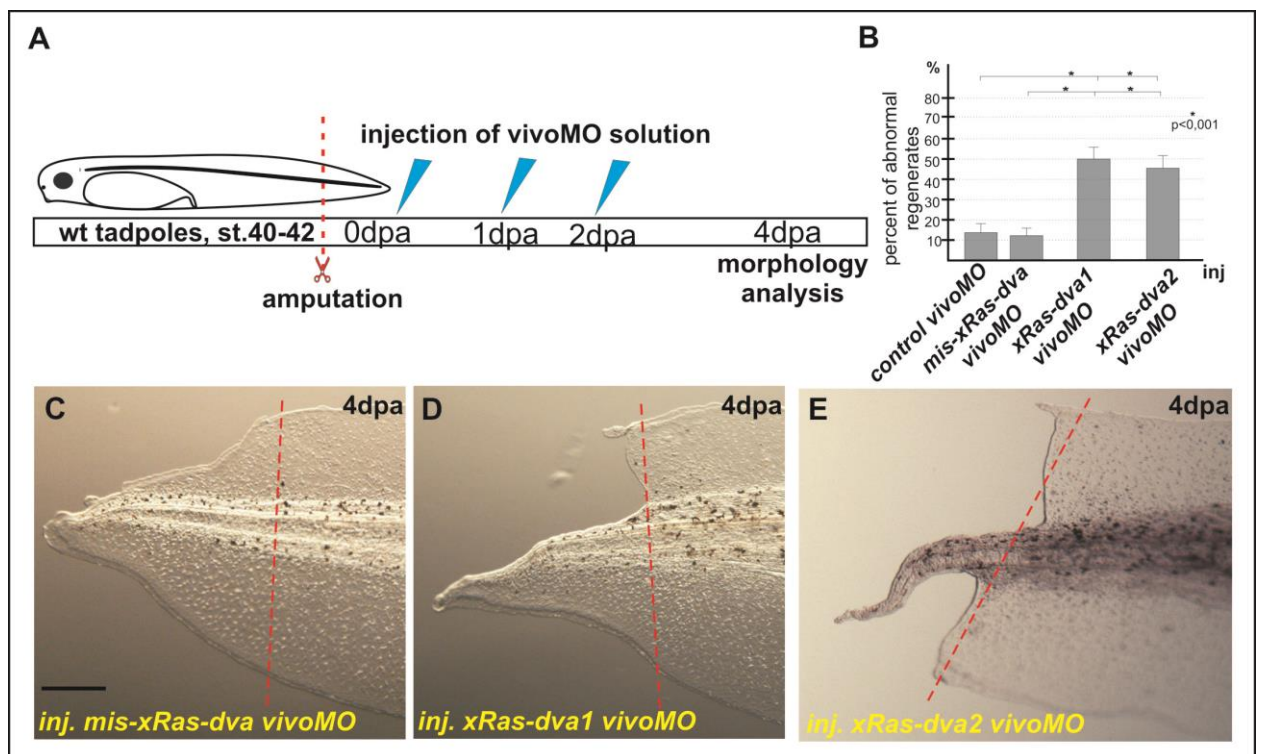 A
injection of vivoMO solution
wt tadpoles, st.40-42
0dpa
1dpa
2dpa
4dpa
amputation
morphology
analysis
B
%
percent of abnormal
regenerates
80
70
60
50
40
30
20
10
*
*
*
*
*
p<0,001
inj
control vivoMO
mis-xRas-dva
vivoMO
xRas-dva1
vivoMO
xRas-dva2
vivoMO
C
4dpa
inj. mis-xRas-dva vivoMO
D
4dpa
inj. xRas-dva1 vivoMO
E
4dpa
inj. xRas-dva2 vivoMO